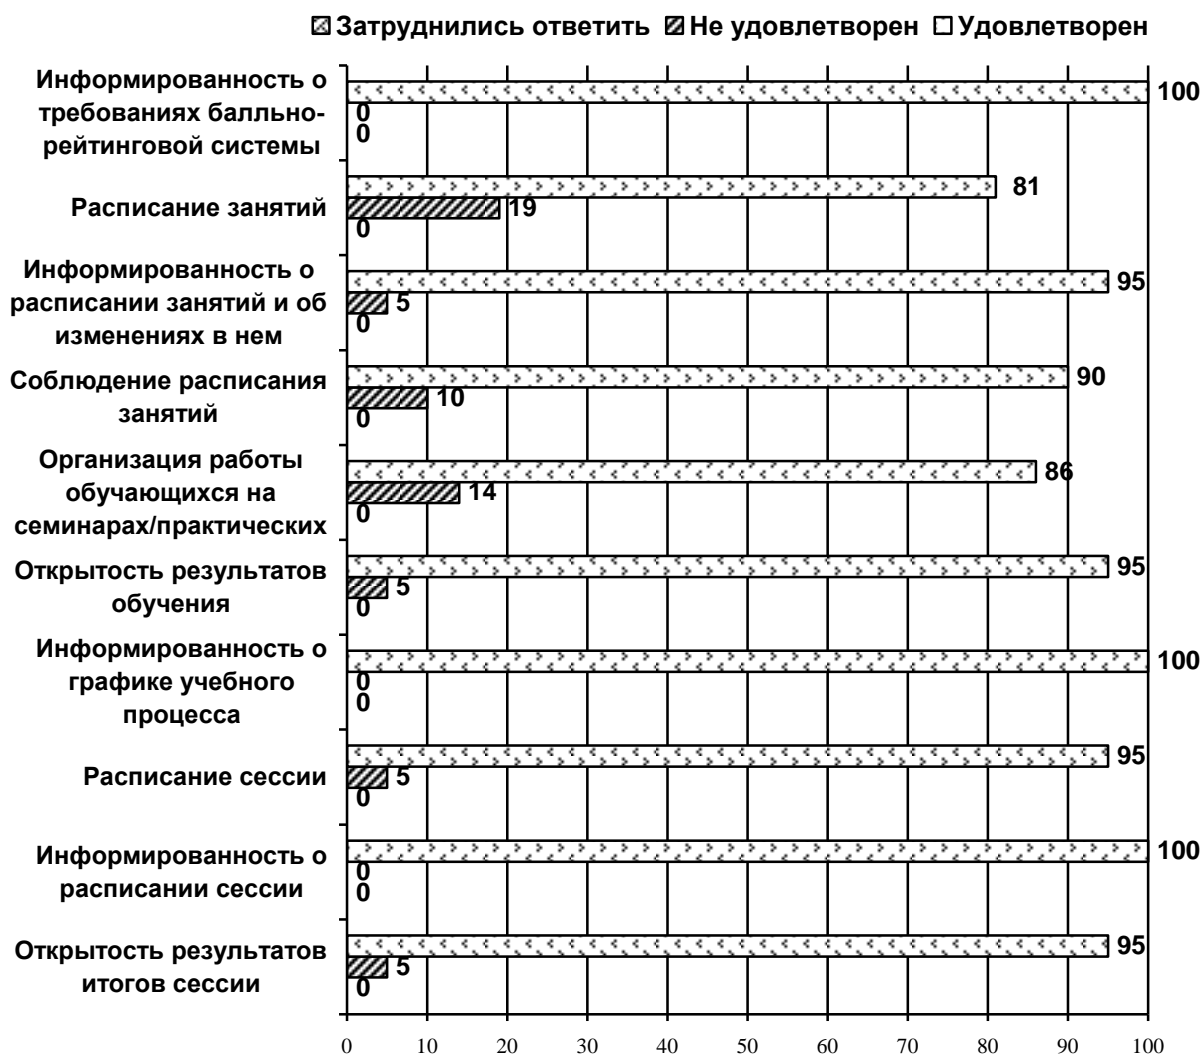 Затруднились ответить Не удовлетворен Удовлетворен
Информированность о
требованиях балльно-
рейтинговой системы
100
0
0
Расписание занятий
81
19
0
Информированность о
расписании занятий и об
изменениях в нем
95
5
0
Соблюдение расписания
занятий
90
10
0
Организация работы
обучающихся на
семинарах/практических
86
14
0
Открытость результатов
обучения
95
5
0
Информированность о
графике учебного
процесса
100
0
0
Расписание сессии
95
5
0
Информированность о
расписании сессии
100
0
0
Открытость результатов
итогов сессии
95
5
0
0 10 20 30 40 50 60 70 80 90 100